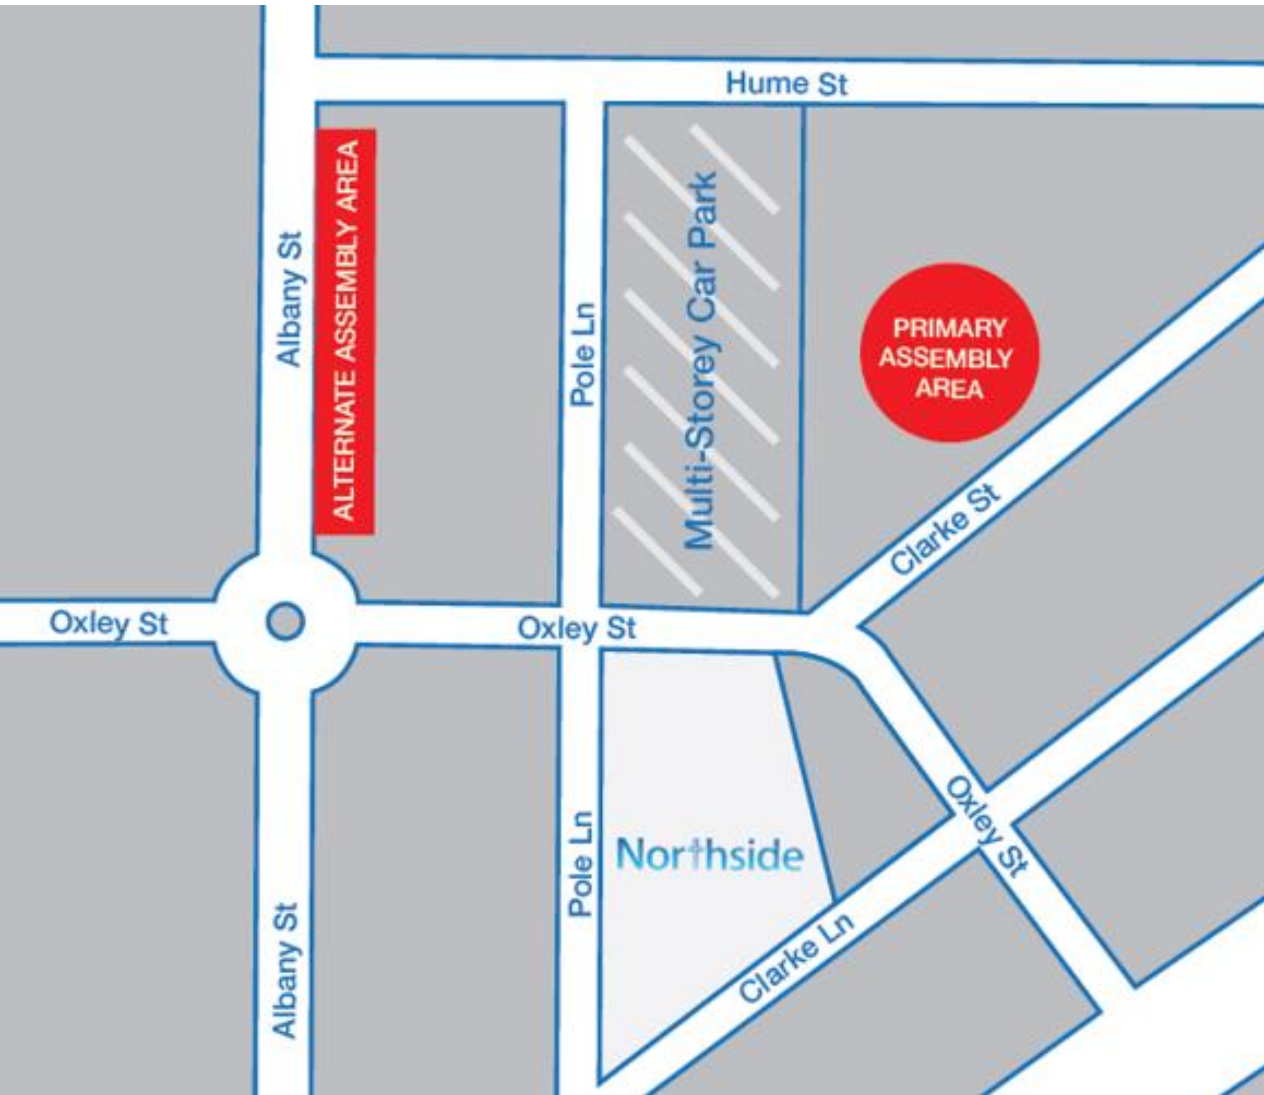 Hume St
ALTERNATE ASSEMBLY AREA
Albany St
Pole Ln
Multi-Storey Car Park
PRIMARY
ASSEMBLY
AREA
Clarke St
Oxley St
Oxley St
Oxley St
Northside
Pole Ln
Albany St
Clarke Ln